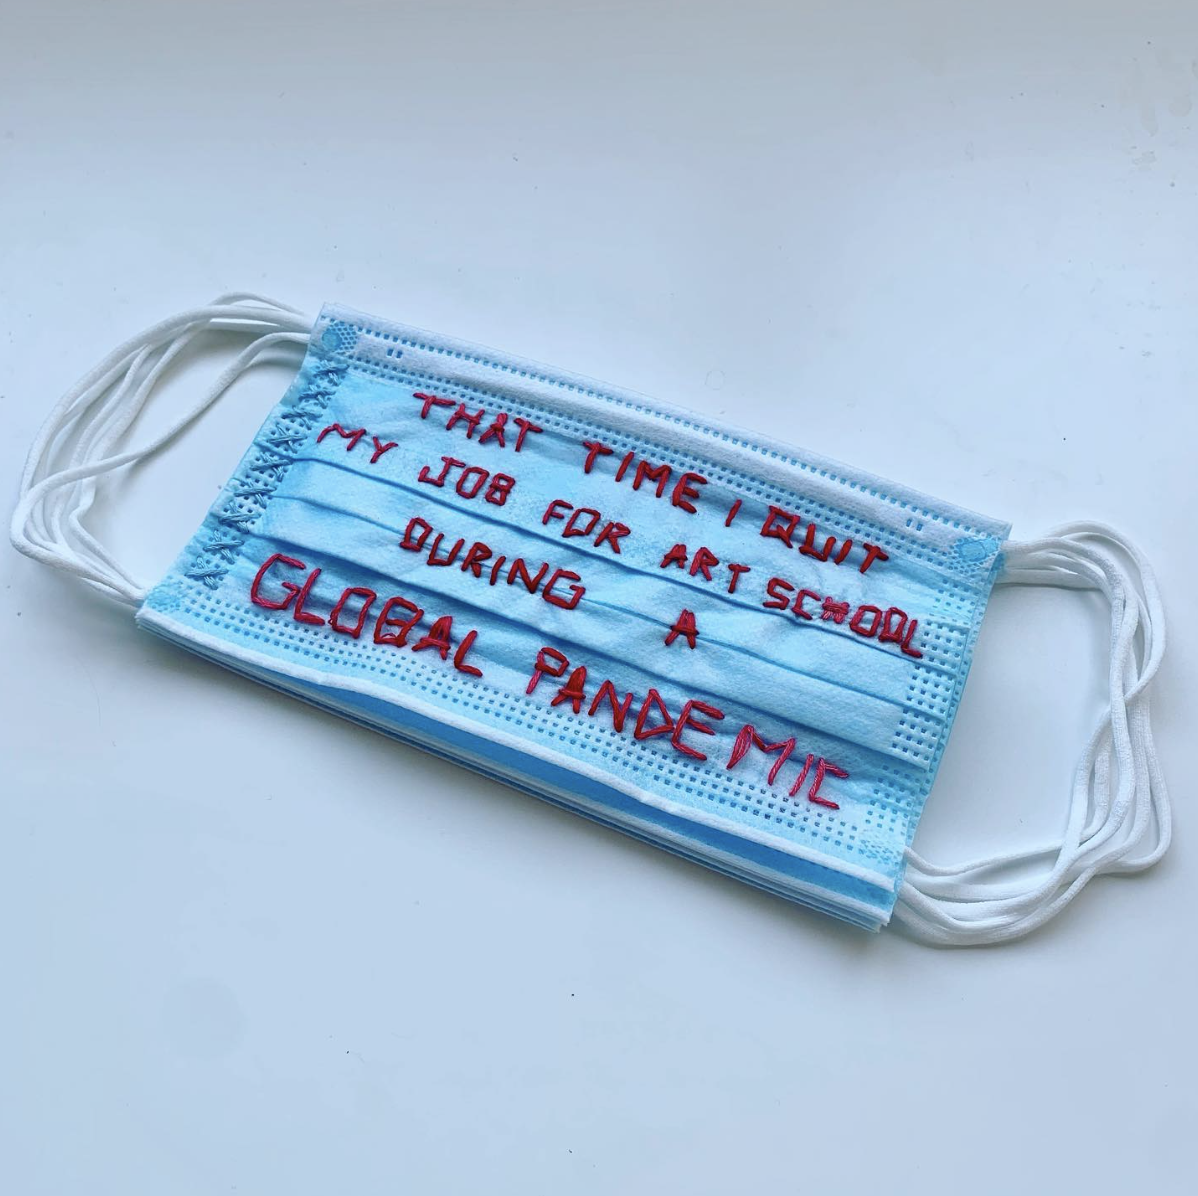 THAT TIME I QUIT
MY JOB FOR ART SCHOOL
DURING A
GLOBAL PANDEMIC